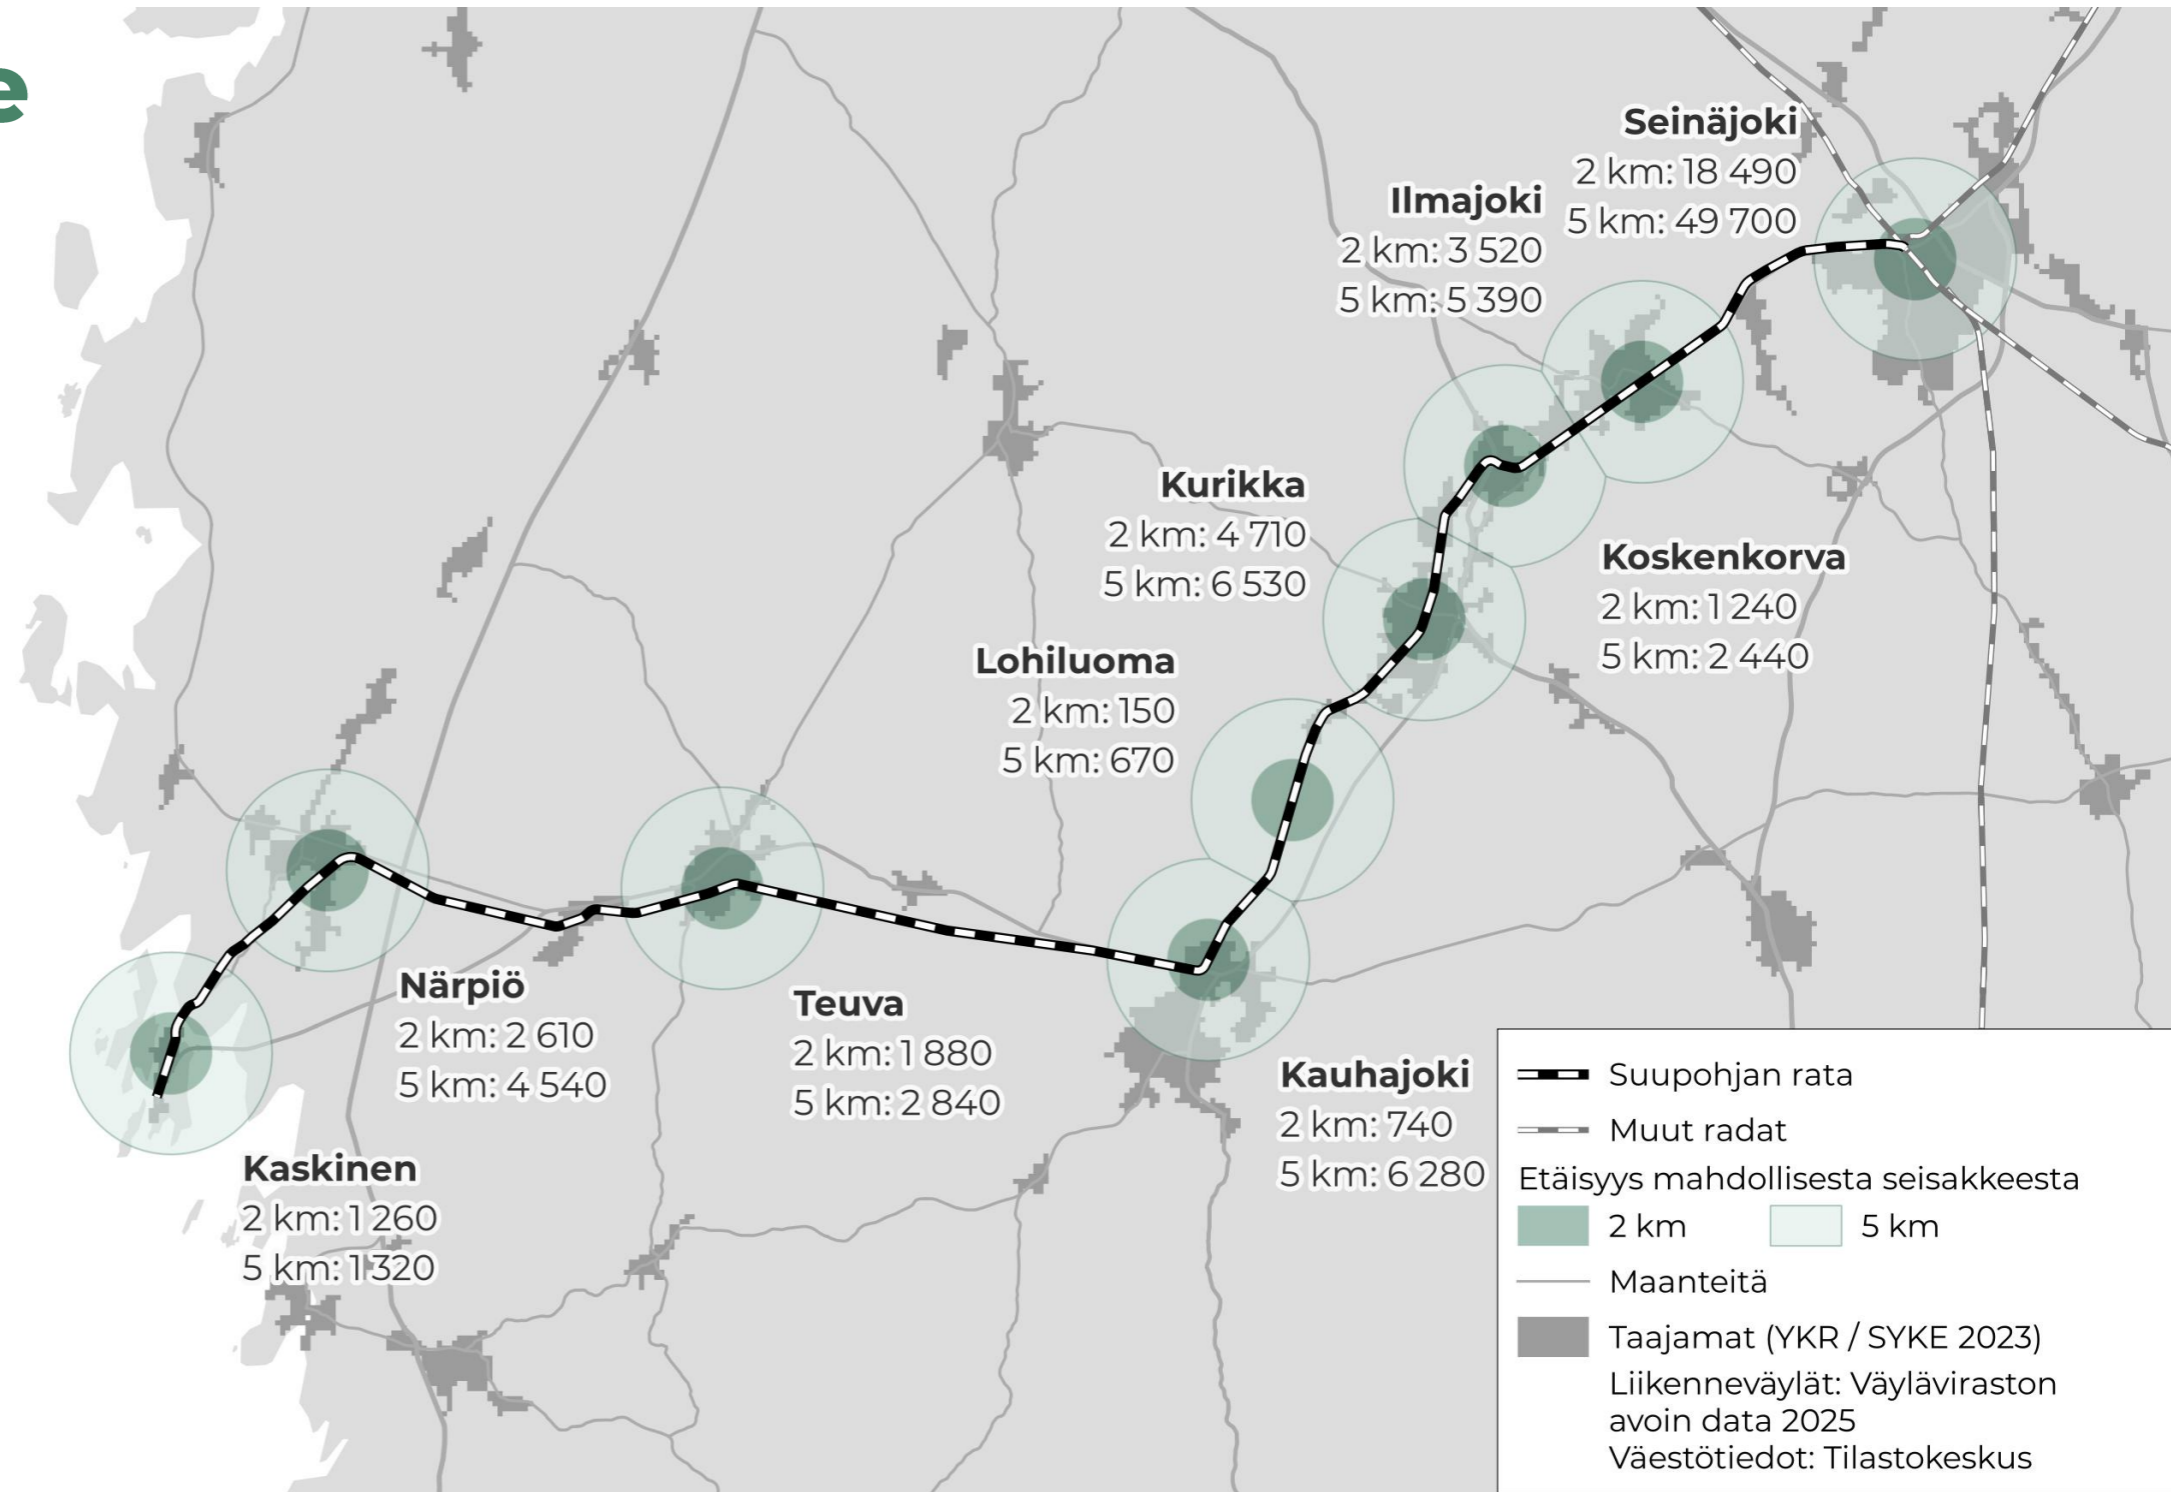 e
Seinäjoki
2 km: 18 490
5 km: 49 700
Ilmajoki
2 km: 3 520
5 km: 5 390
Kurikka
2 km: 4 710
5 km: 6 530
Koskenkorva
2 km: 1 240
5 km: 2 440
Lohiluoma
2 km: 150
5 km: 670
Närpiö
2 km: 2 610
5 km: 4 540
Teuva
2 km: 1 880
5 km: 2 840
Kauhajoki
2 km: 740
5 km: 6 280
Kaskinen
2 km: 1 260
5 km: 1 320
Suupohjan rata
Muut radat
Etäisyys mahdollisesta seisakkeesta
2 km 5 km
Maanteitä
Taajamat (YKR / SYKE 2023)
Liikenneväylät: Väyläviraston
avoin data 2025
Väestötiedot: Tilastokeskus